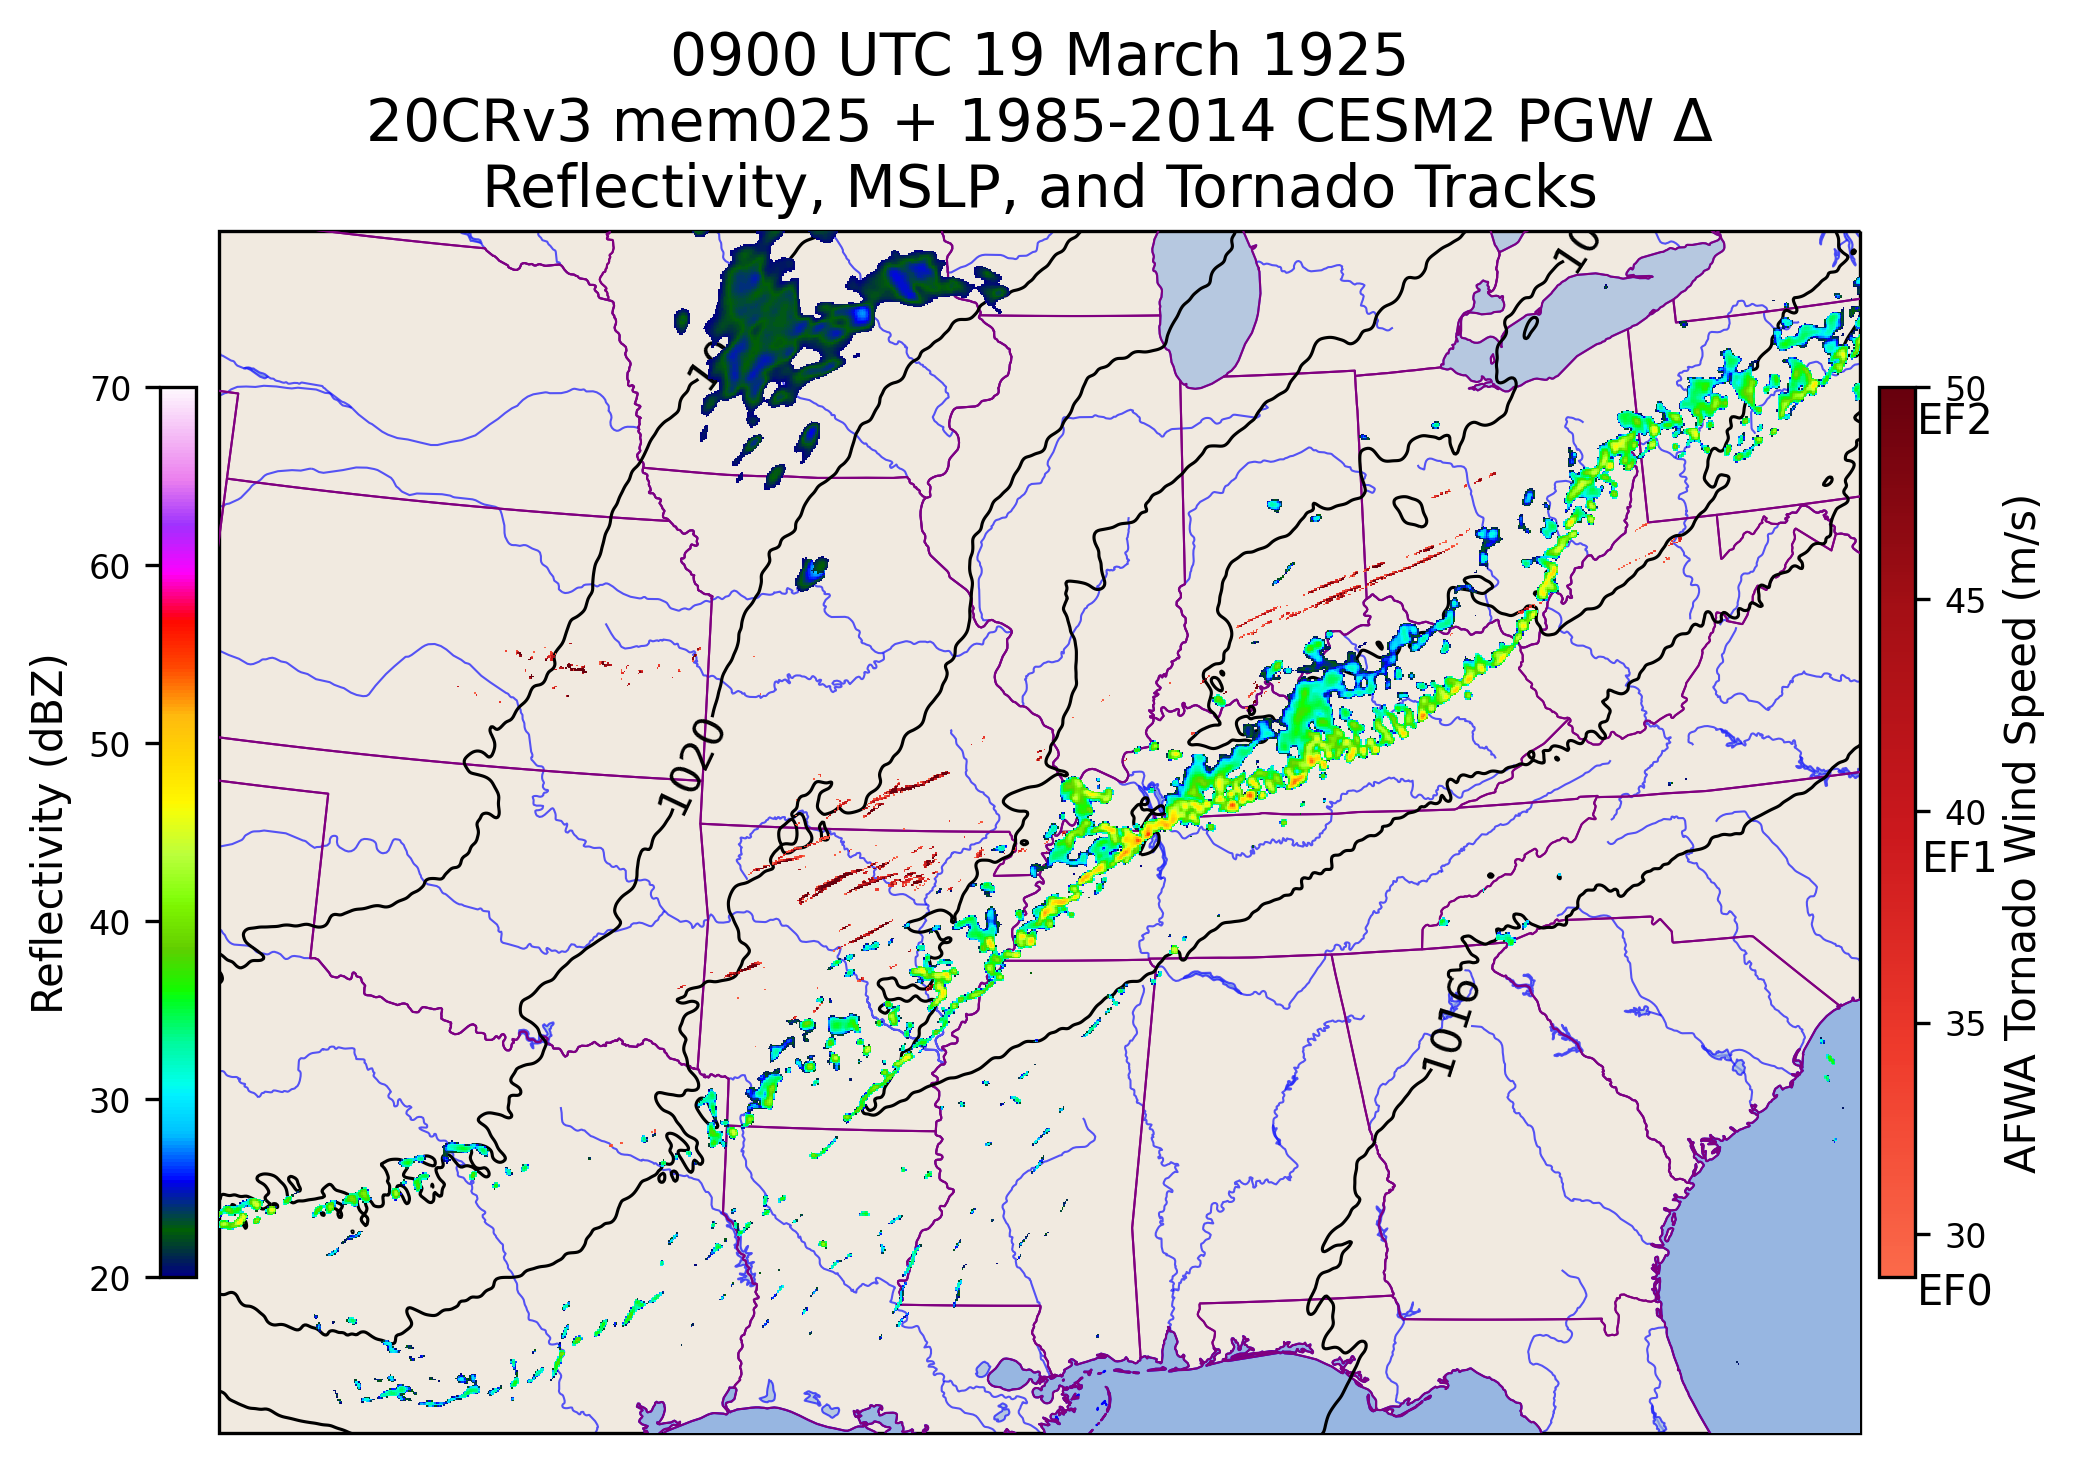 0900 UTC 19 March 1925
20CRv3 mem025 + 1985-2014 CESM2 PGW Δ
Reflectivity, MSLP, and Tornado Tracks
Reflectivity (dBZ)
70
60
50
40
30
20
1020
1016
50
EF2
45
40
EF1
35
30
EF0
AFWA Tornado Wind Speed (m/s)